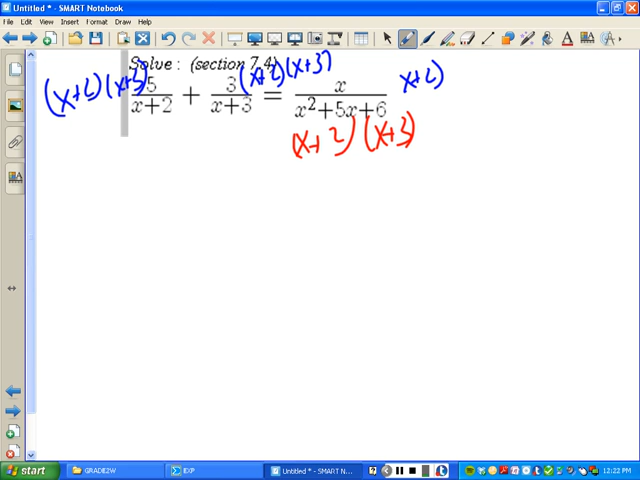 Untitled * - SMART Notebook
File Edit View Insert Format Draw Help
Solve : (section 7.4)
(x+2)(x+3) 5/x+2 + 3/x+3 (x+2)(x+3) = x/x²+5x+6 x+2)
(x+2)(x+3)
start GRADE2W EXP Untitled * - SMART N... 12:22 PM